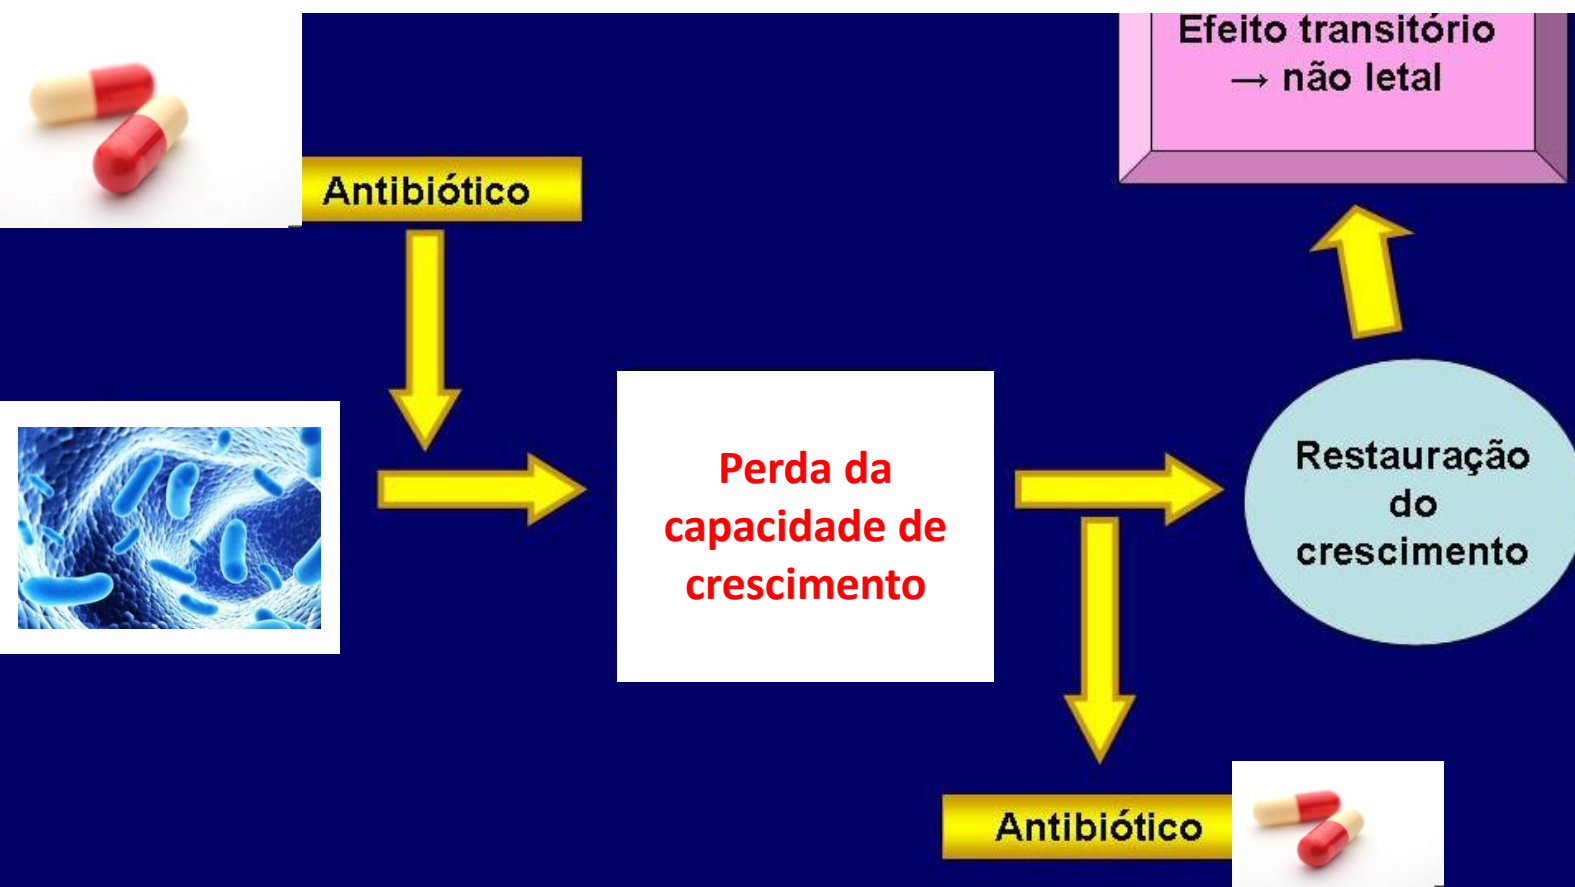 Efeito transitório
→ não letal
Antibiótico
Perda da
capacidade de
crescimento
Restauração
do
crescimento
Antibiótico